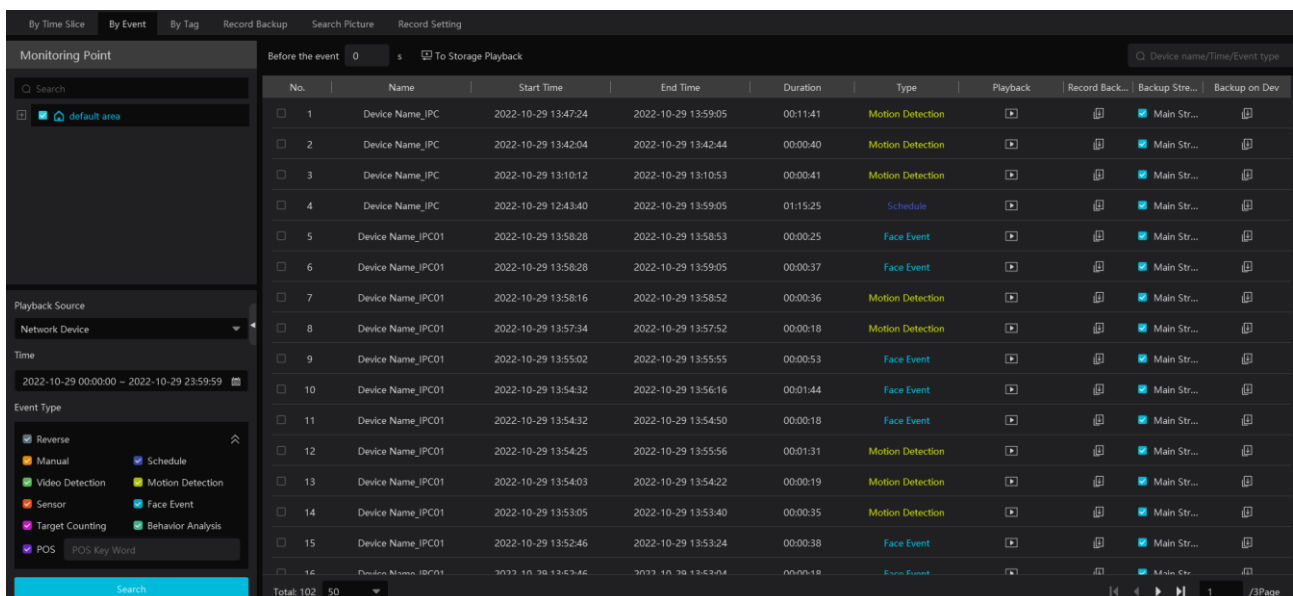 By Time Slice By Event By Tag Record Backup Search Picture Record Setting
Monitoring Point
Search
default area
Playback Source
Network Device
Time
2022-10-29 00:00:00 ~ 2022-10-29 23:59:59
Event Type
Reverse
Manual Schedule
Video Detection Motion Detection
Sensor Face Event
Target Counting Behavior Analysis
POS POS Key Word
Search
Before the event 0 s To Storage Playback Device name/Time/Event type
No. Name Start Time End Time Duration Type Playback Record Back... Backup Stre... Backup on Dev
1 Device Name_IPC 2022-10-29 13:47:24 2022-10-29 13:59:05 00:11:41 Motion Detection Main Str...
2 Device Name_IPC 2022-10-29 13:42:04 2022-10-29 13:42:44 00:00:40 Motion Detection Main Str...
3 Device Name_IPC 2022-10-29 13:10:12 2022-10-29 13:10:53 00:00:41 Motion Detection Main Str...
4 Device Name_IPC 2022-10-29 12:43:40 2022-10-29 13:59:05 01:15:25 Schedule Main Str...
5 Device Name_IPC01 2022-10-29 13:58:28 2022-10-29 13:58:53 00:00:25 Face Event Main Str...
6 Device Name_IPC01 2022-10-29 13:58:28 2022-10-29 13:59:05 00:00:37 Face Event Main Str...
7 Device Name_IPC01 2022-10-29 13:58:16 2022-10-29 13:58:52 00:00:36 Motion Detection Main Str...
8 Device Name_IPC01 2022-10-29 13:57:34 2022-10-29 13:57:52 00:00:18 Motion Detection Main Str...
9 Device Name_IPC01 2022-10-29 13:55:02 2022-10-29 13:55:55 00:00:53 Face Event Main Str...
10 Device Name_IPC01 2022-10-29 13:54:32 2022-10-29 13:56:16 00:01:44 Face Event Main Str...
11 Device Name_IPC01 2022-10-29 13:54:32 2022-10-29 13:54:50 00:00:18 Face Event Main Str...
12 Device Name_IPC01 2022-10-29 13:54:25 2022-10-29 13:55:56 00:01:31 Motion Detection Main Str...
13 Device Name_IPC01 2022-10-29 13:54:03 2022-10-29 13:54:22 00:00:19 Motion Detection Main Str...
14 Device Name_IPC01 2022-10-29 13:53:05 2022-10-29 13:53:40 00:00:35 Motion Detection Main Str...
15 Device Name_IPC01 2022-10-29 13:52:46 2022-10-29 13:53:24 00:00:38 Face Event Main Str...
16 Device Name_IPC01 2022-10-29 13:52:46 2022-10-29 13:53:04 00:00:18 Face Event Main Str...
Total: 102 50 1 /3Page